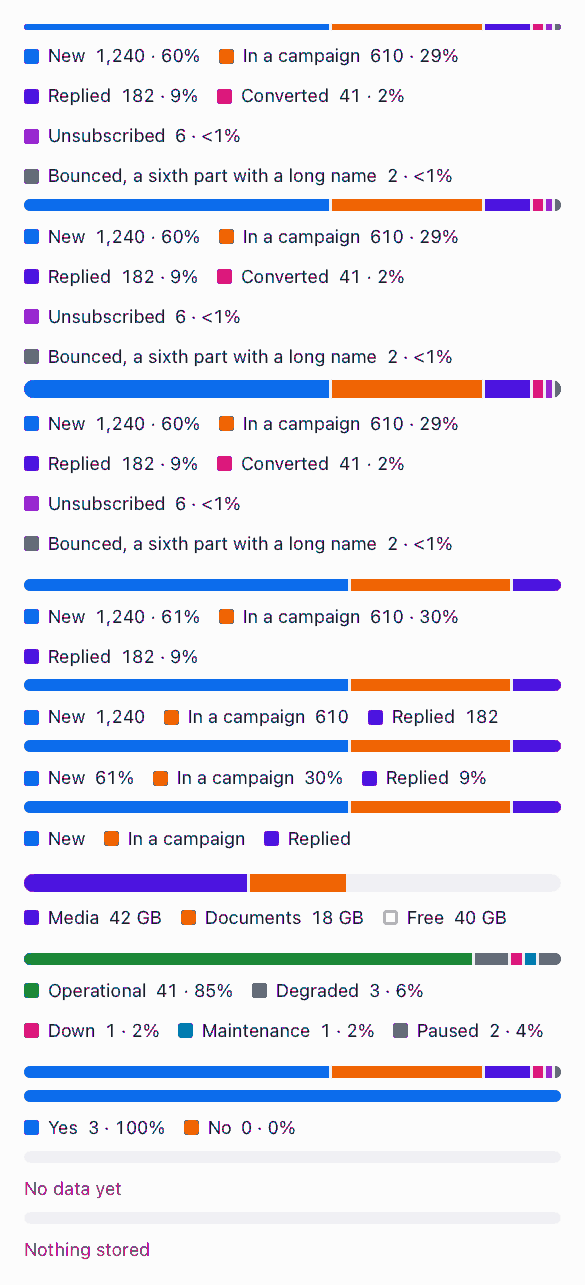 New 1,240 · 60% In a campaign 610 · 29%
Replied 182 · 9% Converted 41 · 2%
Unsubscribed 6 · <1%
Bounced, a sixth part with a long name 2 · <1%
New 1,240 · 60% In a campaign 610 · 29%
Replied 182 · 9% Converted 41 · 2%
Unsubscribed 6 · <1%
Bounced, a sixth part with a long name 2 · <1%
New 1,240 · 60% In a campaign 610 · 29%
Replied 182 · 9% Converted 41 · 2%
Unsubscribed 6 · <1%
Bounced, a sixth part with a long name 2 · <1%
New 1,240 · 61% In a campaign 610 · 30%
Replied 182 · 9%
New 1,240 In a campaign 610 Replied 182
New 61% In a campaign 30% Replied 9%
New In a campaign Replied
Media 42 GB Documents 18 GB Free 40 GB
Operational 41 · 85% Degraded 3 · 6%
Down 1 · 2% Maintenance 1 · 2% Paused 2 · 4%
Yes 3 · 100% No 0 · 0%
No data yet
Nothing stored